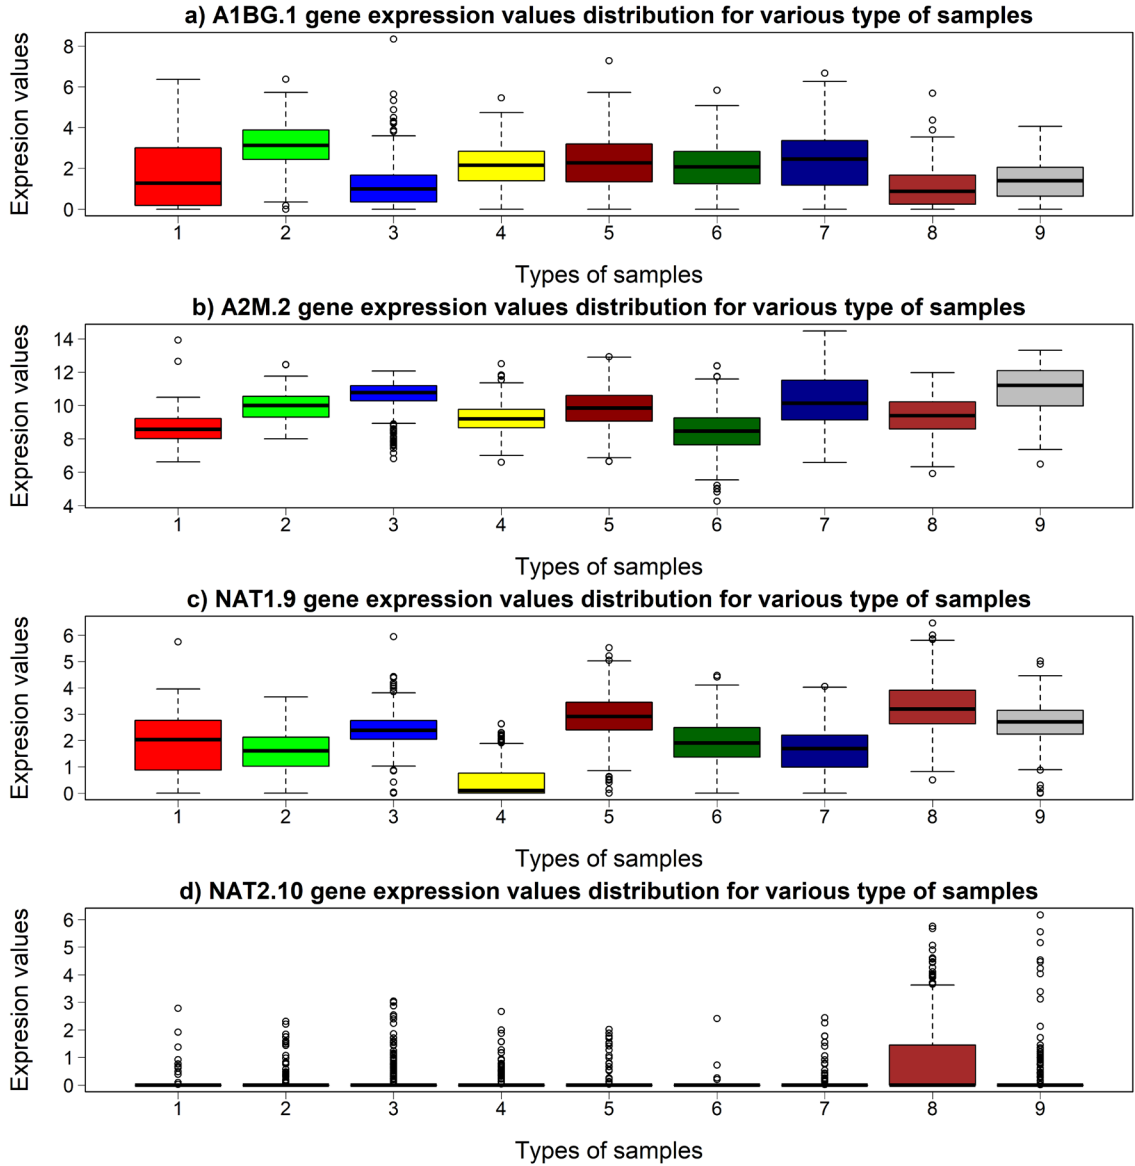 a) A1BG.1 gene expression values distribution for various type of samples
Expresion values
8
6
4
2
0
1 2 3 4 5 6 7 8 9
Types of samples
b) A2M.2 gene expression values distribution for various type of samples
Expresion values
14
12
10
8
6
4
1 2 3 4 5 6 7 8 9
Types of samples
c) NAT1.9 gene expression values distribution for various type of samples
Expresion values
6
5
4
3
2
1
0
1 2 3 4 5 6 7 8 9
Types of samples
d) NAT2.10 gene expression values distribution for various type of samples
Expresion values
6
5
4
3
2
1
0
1 2 3 4 5 6 7 8 9
Types of samples